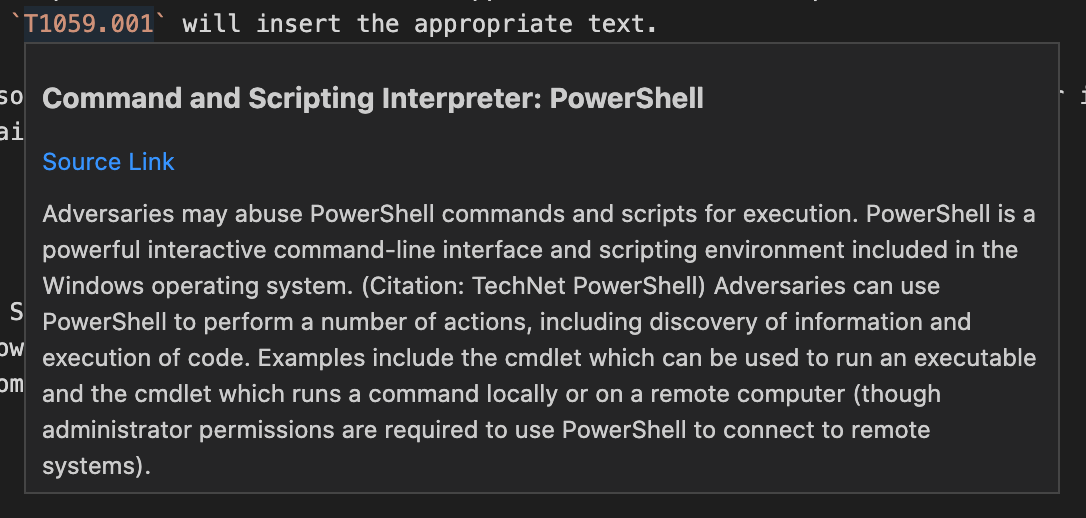 `T1059.001` will insert the appropriate text.
Command and Scripting Interpreter: PowerShell
so
` i
ai
Source Link
Adversaries may abuse PowerShell commands and scripts for execution. PowerShell is a
powerful interactive command-line interface and scripting environment included in the
Windows operating system. (Citation: TechNet PowerShell) Adversaries can use
S
PowerShell to perform a number of actions, including discovery of information and
ow
execution of code. Examples include the cmdlet which can be used to run an executable
om
and the cmdlet which runs a command locally or on a remote computer (though
administrator permissions are required to use PowerShell to connect to remote
systems).